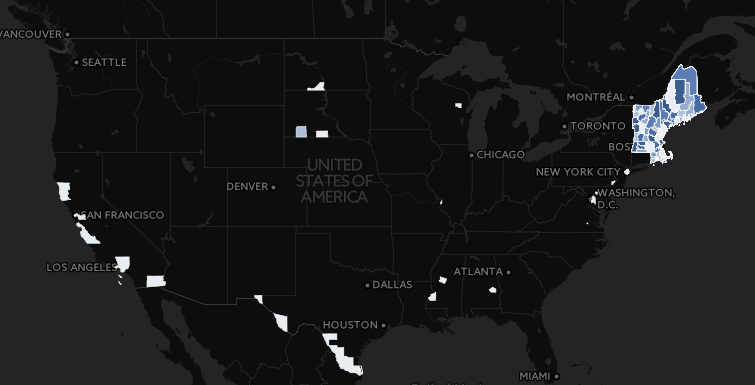 VANCOUVER
SEATTLE
MONTRÉAL
TORONTO
BOS
CHICAGO
NEW YORK CITY
UNITED
STATES OF
AMERICA
DENVER
WASHINGTON,
D.C.
SAN FRANCISCO
LOS ANGELES
ATLANTA
DALLAS
HOUSTON
MIAMI